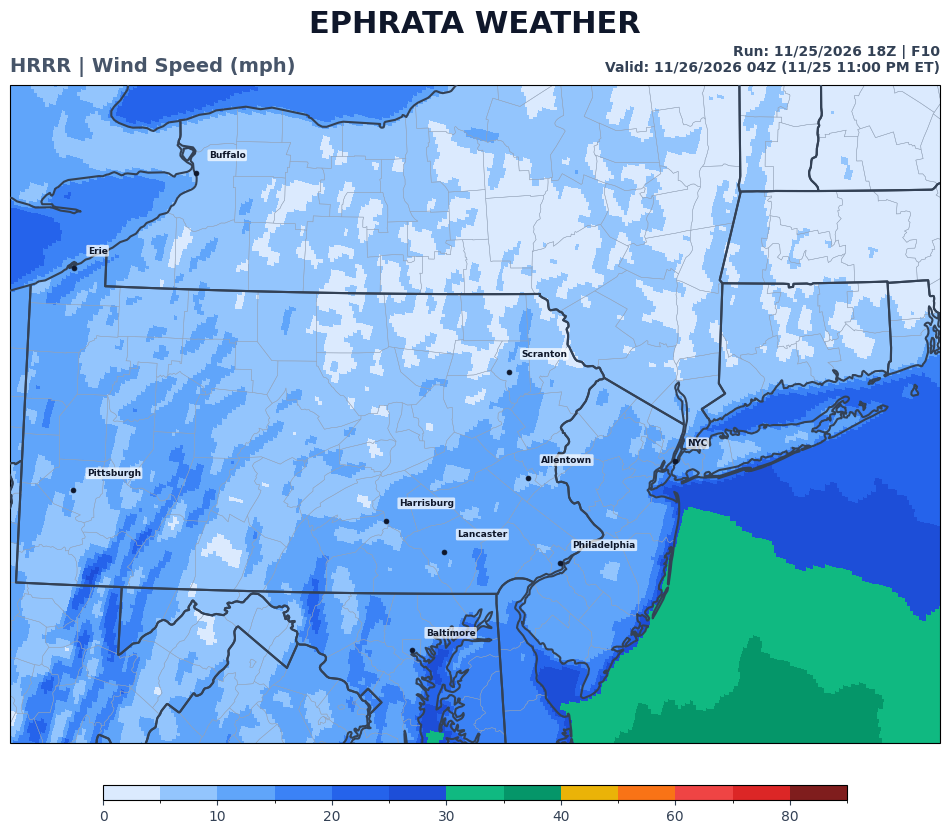 EPHRATA WEATHER
Run: 11/25/2026 18Z | F10
HRRR | Wind Speed (mph)
Valid: 11/26/2026 04Z (11/25 11:00 PM ET)
Buffalo
Erie
Scranton
NYC
Allentown
Pittsburgh
Harrisburg
Lancaster
Philadelphia
Baltimore
0 10 20 30 40 50 60 70 80